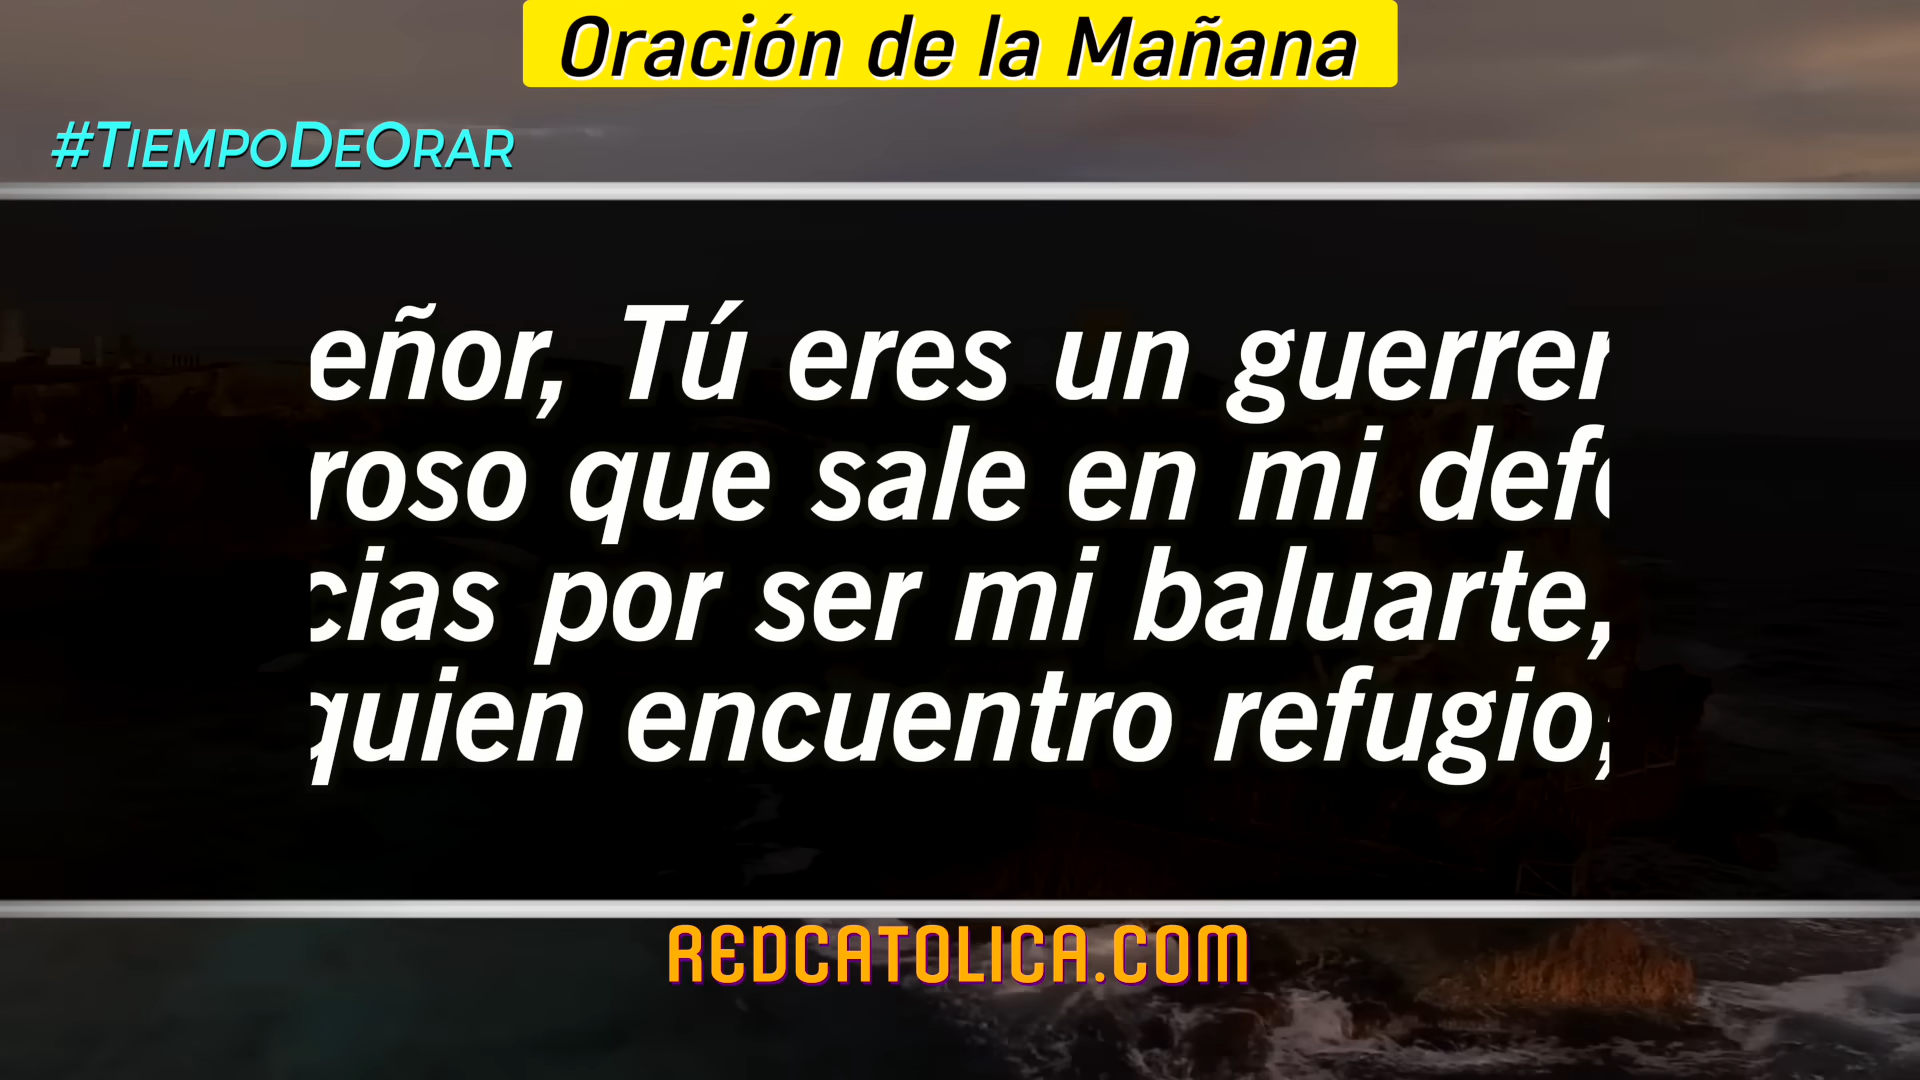 Oración de la Mañana
#TiempoDeOrar
eñor, Tú eres un guerrer
roso que sale en mi defe
cias por ser mi baluarte,
quien encuentro refugio,
REDCATOLICA.COM